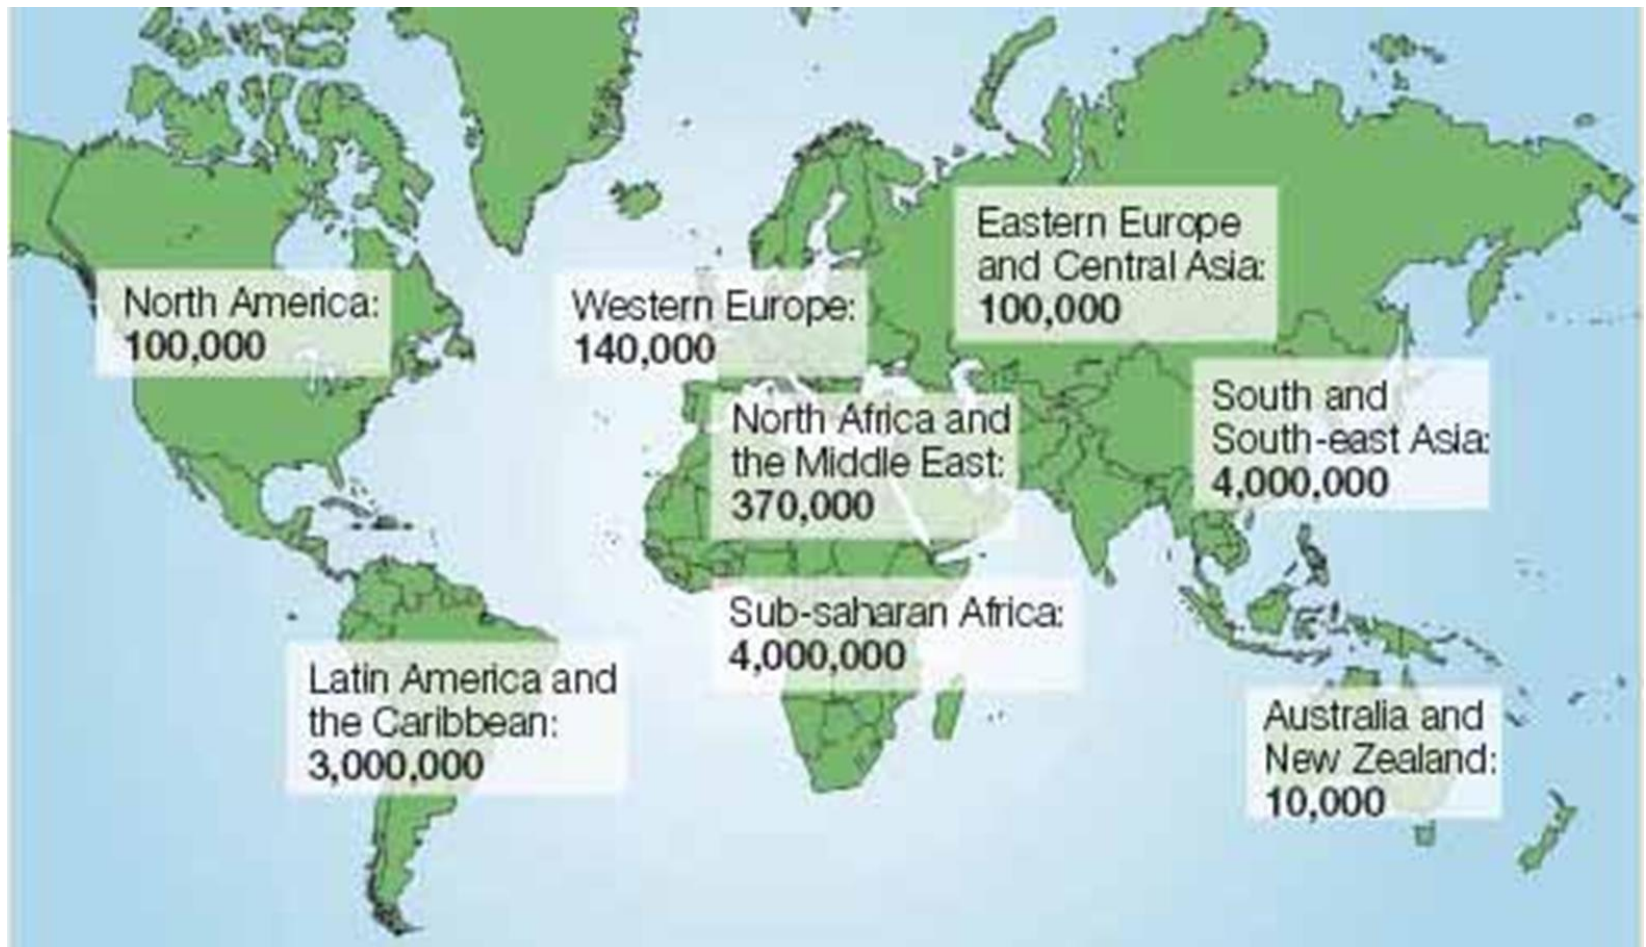 Eastern Europe
and Central Asia:
100,000
North America:
100,000
Western Europe:
140,000
South and
South-east Asia:
4,000,000
North Africa and
the Middle East:
370,000
Sub-saharan Africa:
4,000,000
Latin America and
the Caribbean:
3,000,000
Australia and
New Zealand:
10,000